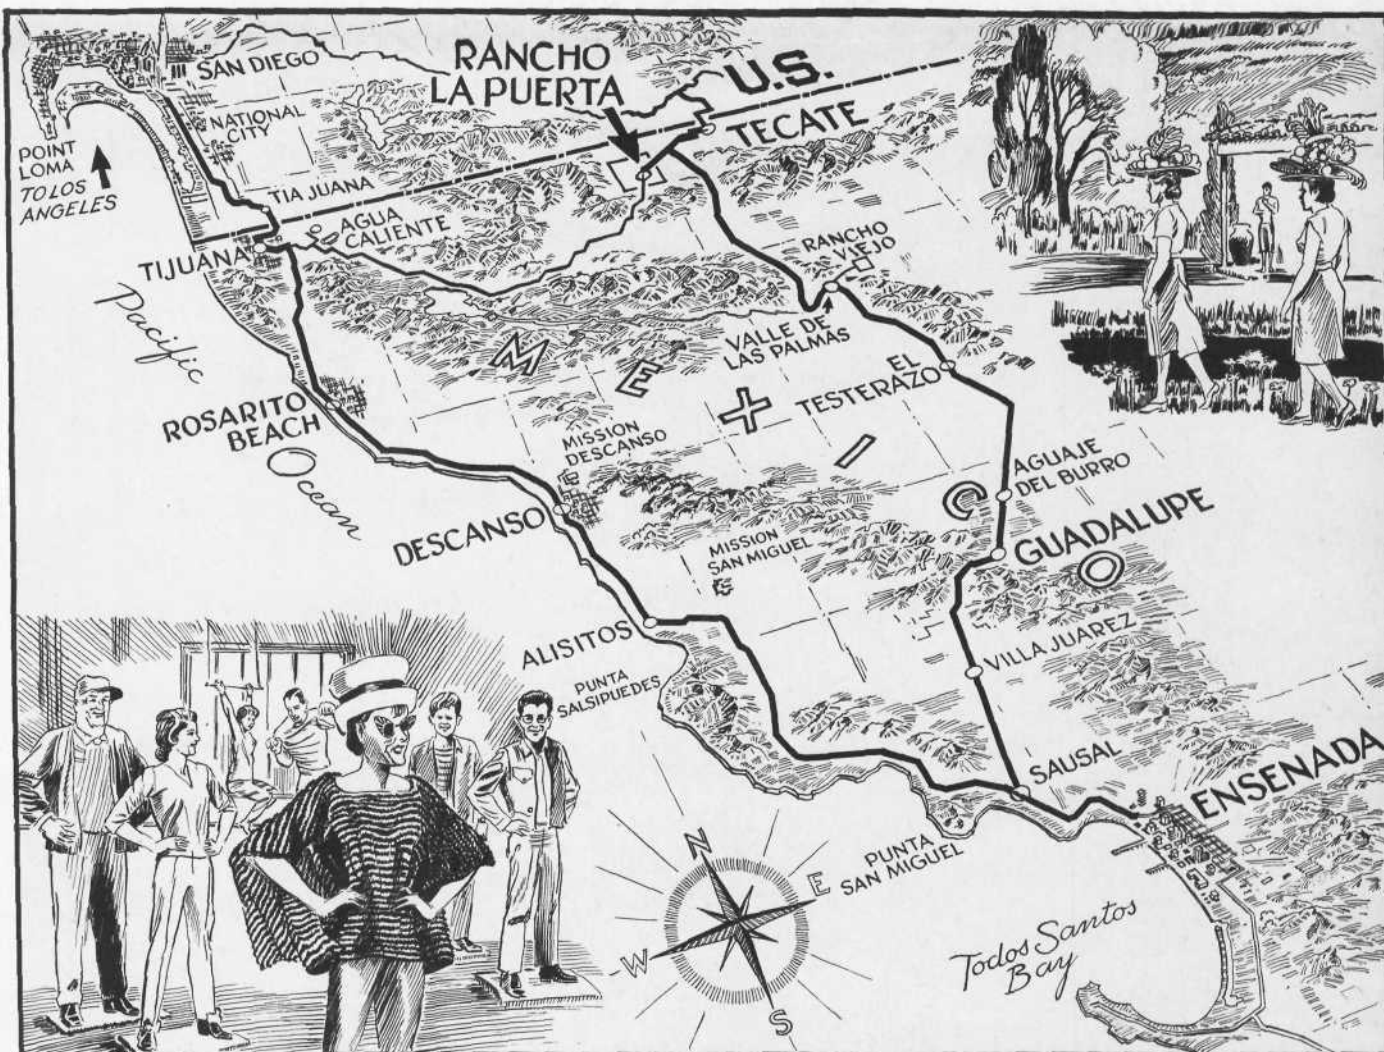 SAN DIEGO
NATIONAL
CITY
POINT
LOMA
TO LOS
ANGELES
RANCHO
LA PUERTA
U.S.
TECATE
TIA JUANA
AGUA
CALIENTE
TIJUANA
Pacific
Ocean
RANCHO
VIEJO
VALLE DE
LAS PALMAS
EL
TESTERAZO
MEXICO
ROSARITO
BEACH
MISSION
DESCANSO
DESCANSO
AGUAJE
DEL BURRO
GUADALUPE
MISSION
SAN MIGUEL
ALISITOS
PUNTA
SALSIPUEDES
VILLA JUAREZ
SAUSAL
ENSENADA
PUNTA
SAN MIGUEL
Todos Santos
Bay
N
E
W
S